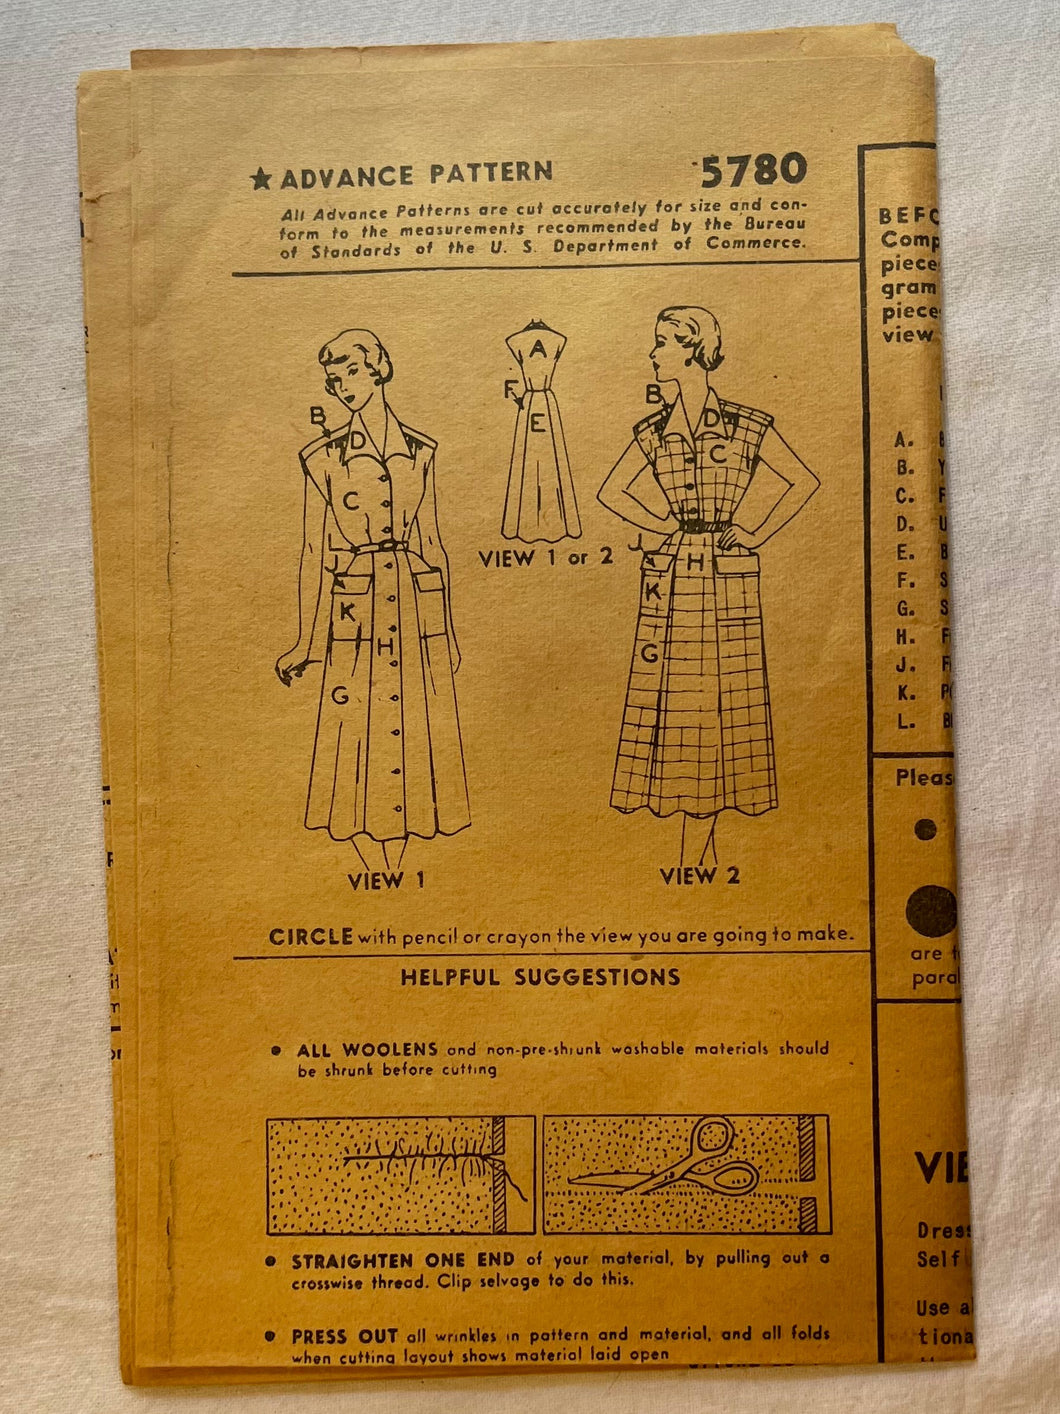 ★ ADVANCE PATTERN 5780
All Advance Patterns are cut accurately for size and con-
form to the measurements recommended by the Bureau
of Standards of the U. S. Department of Commerce.
B
D
C
L
J
K
H
G
VIEW 1
A
F
E
VIEW 1 or 2
B
D
C
J
H
K
G
VIEW 2
CIRCLE with pencil or crayon the view you are going to make.
HELPFUL SUGGESTIONS
• ALL WOOLENS and non-pre-shrunk washable materials should
be shrunk before cutting
• STRAIGHTEN ONE END of your material, by pulling out a
crosswise thread. Clip selvage to do this.
• PRESS OUT all wrinkles in pattern and material, and all folds
when cutting layout shows material laid open
BEFO
Comp
piece
gram
piece
view
A. B
B. Y
C. F
D. U
E. B
F. S
G. S
H. F
J. F
K. P
L. B
Pleas
are
para
VIE
Dress
Self
Use a
tiona